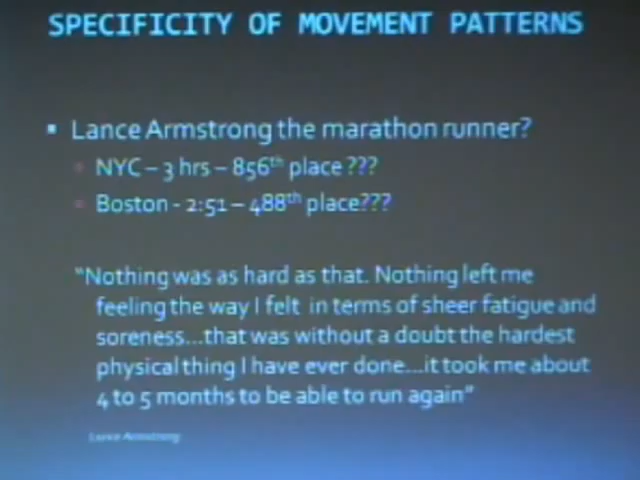 SPECIFICITY OF MOVEMENT PATTERNS
Lance Armstrong the marathon runner?
NYC – 3 hrs – 856th place ???
Boston - 2:51 – 488th place???
"Nothing was as hard as that. Nothing left me
feeling the way I felt in terms of sheer fatigue and
soreness...that was without a doubt the hardest
physical thing I have ever done...it took me about
4 to 5 months to be able to run again"
Lance Armstrong